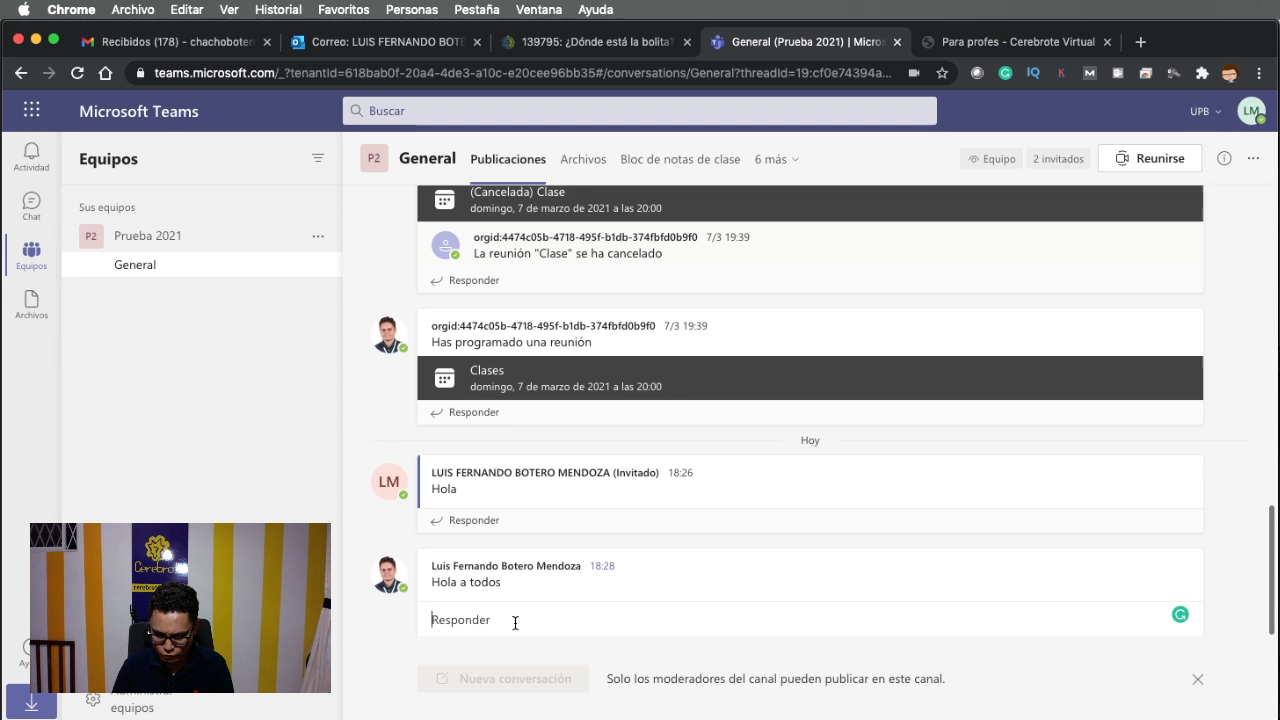 Chrome Archivo Editar Ver Historial Favoritos Personas Pestaña Ventana Ayuda
Recibidos (178) - chachoboter
Correo: LUIS FERNANDO BOTE
139795: ¿Dónde está la bolita?
General (Prueba 2021) | Micros
Para profes - Cerebrote Virtual
teams.microsoft.com/_?tenantId=618bab0f-20a4-4de3-a10c-e20cee96bb35#/conversations/General?threadId=19:cf0e74394a...
Microsoft Teams
Buscar
UPB
LM
Actividad
Chat
Equipos
Archivos
Equipos
Sus equipos
P2 Prueba 2021
General
P2 General Publicaciones Archivos Bloc de notas de clase 6 más
Equipo 2 invitados Reunirse
(Cancelada) Clase
domingo, 7 de marzo de 2021 a las 20:00
orgid:4474c05b-4718-495f-b1db-374fbfd0b9f0 7/3 19:39
La reunión "Clase" se ha cancelado
Responder
orgid:4474c05b-4718-495f-b1db-374fbfd0b9f0 7/3 19:39
Has programado una reunión
Clases
domingo, 7 de marzo de 2021 a las 20:00
Responder
Hoy
LM
LUIS FERNANDO BOTERO MENDOZA (Invitado) 18:26
Hola
Responder
Luis Fernando Botero Mendoza 18:28
Hola a todos
Responder
Nueva conversación
Solo los moderadores del canal pueden publicar en este canal.
equipos